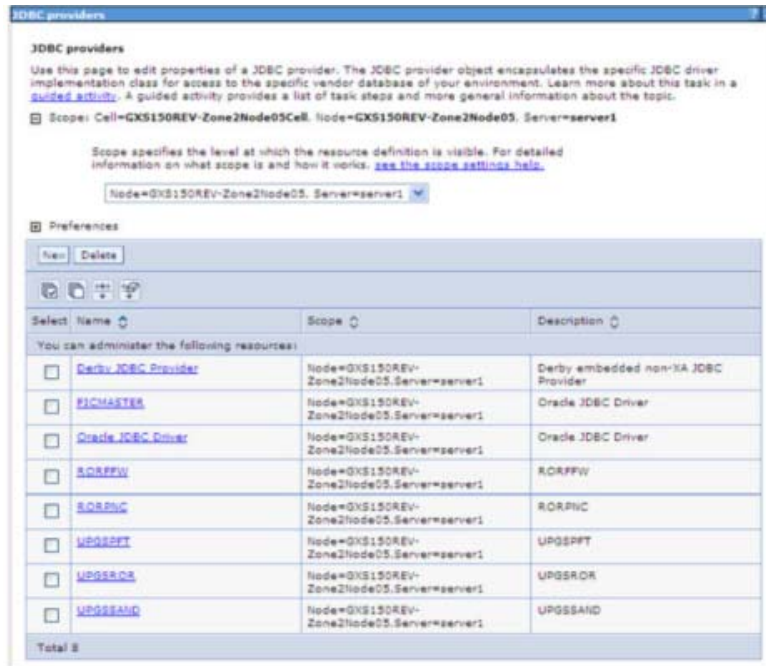 JDBC providers ?
JDBC providers
Use this page to edit properties of a JDBC provider. The JDBC provider object encapsulates the specific JDBC driver
implementation class for access to the specific vendor database of your environment. Learn more about this task in a
guided activity. A guided activity provides a list of task steps and more general information about the topic.
Scope: Cell=GXS150REV-Zone2Node05Cell, Node=GXS150REV-Zone2Node05, Server=server1
Scope specifies the level at which the resource definition is visible. For detailed
information on what scope is and how it works, see the scope settings help.
Node=GXS150REV-Zone2Node05, Server=server1
Preferences
New Delete
Select Name Scope Description
You can administer the following resources:
Derby JDBC Provider Node=GXS150REV- Derby embedded non-XA JDBC
Zone2Node05,Server=server1 Provider
FICMASTER Node=GXS150REV- Oracle JDBC Driver
Zone2Node05,Server=server1
Oracle JDBC Driver Node=GXS150REV- Oracle JDBC Driver
Zone2Node05,Server=server1
RORFFW Node=GXS150REV- RORFFW
Zone2Node05,Server=server1
RORPNC Node=GXS150REV- RORPNC
Zone2Node05,Server=server1
UPGSPFT Node=GXS150REV- UPGSPFT
Zone2Node05,Server=server1
UPGSROR Node=GXS150REV- UPGSROR
Zone2Node05,Server=server1
UPGSSAND Node=GXS150REV- UPGSSAND
Zone2Node05,Server=server1
Total 8